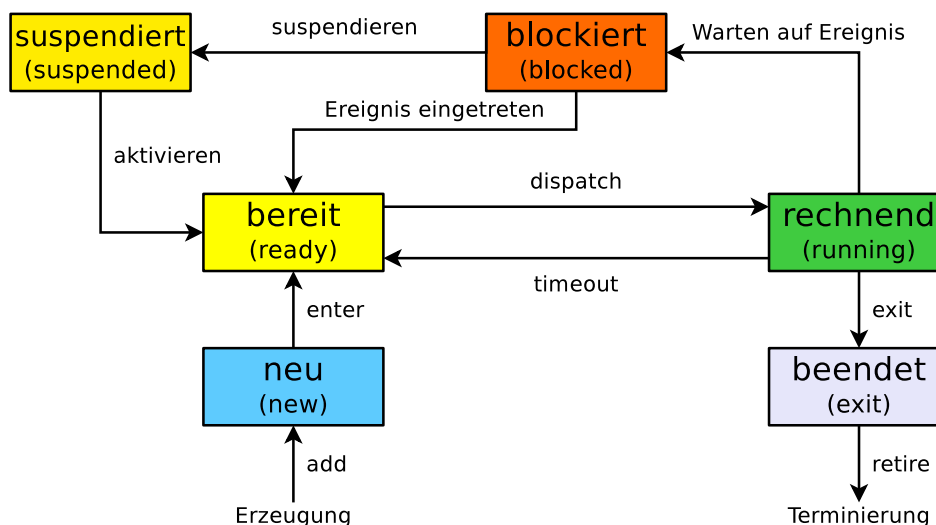 suspendiert
(suspended)
suspendieren
blockiert
(blocked)
Warten auf Ereignis
Ereignis eingetreten
aktivieren
bereit
(ready)
dispatch
rechnend
(running)
timeout
enter
exit
neu
(new)
beendet
(exit)
add
retire
Erzeugung
Terminierung